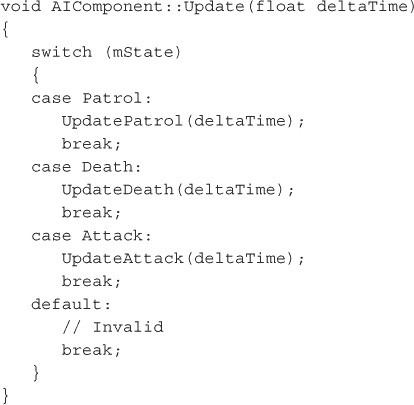 void AIComponent::Update(float deltaTime)
{
   switch (mState)
   {
   case Patrol:
      UpdatePatrol(deltaTime);
      break;
   case Death:
      UpdateDeath(deltaTime);
      break;
   case Attack:
      UpdateAttack(deltaTime);
      break;
   default:
      // Invalid
      break;
   }
}